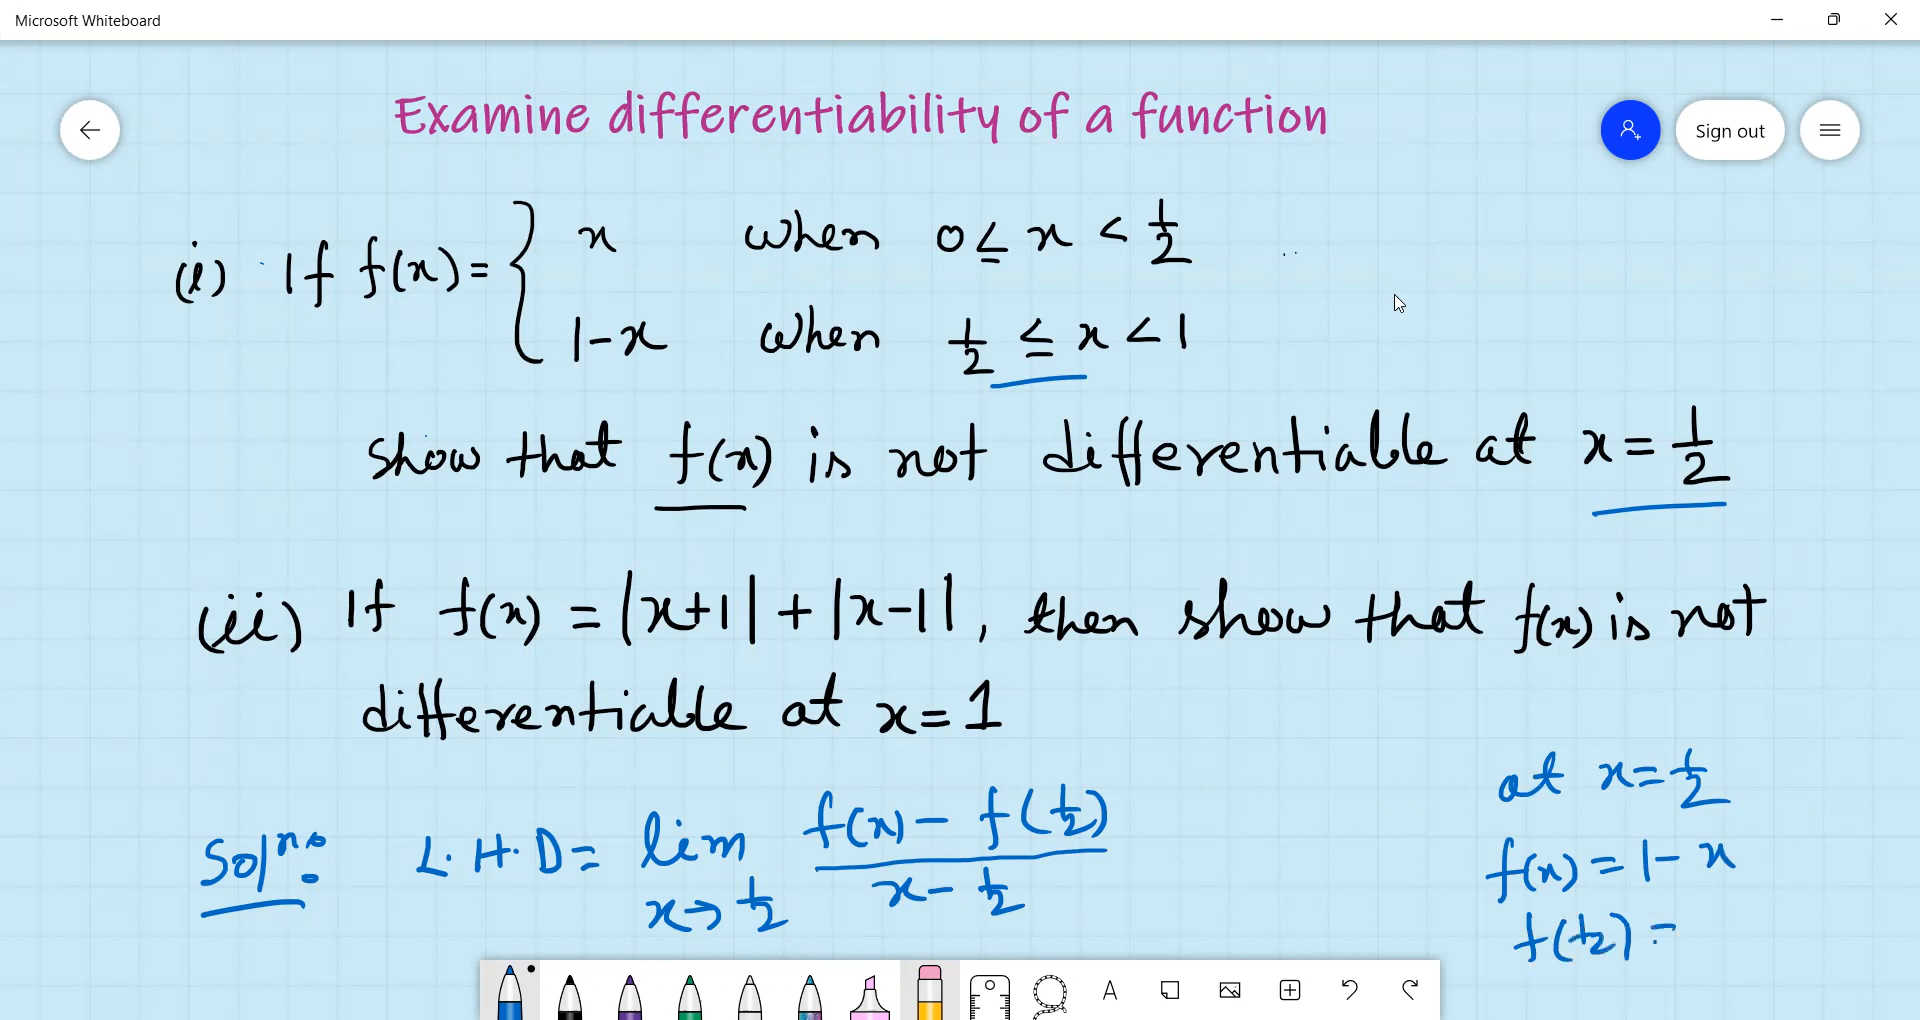 Microsoft Whiteboard
Examine differentiability of a function
Sign out
(i) If f(x) = { x when 0 ≤ x < 1/2
1-x when 1/2 ≤ x < 1
show that f(x) is not differentiable at x = 1/2
(ii) If f(x) = |x+1| + |x-1|, then show that f(x) is not
differentiable at x = 1
Solⁿ: L.H.D = lim x→1/2 (f(x) - f(1/2))/(x - 1/2)
at x = 1/2
f(x) = 1 - x
f(1/2) =
A